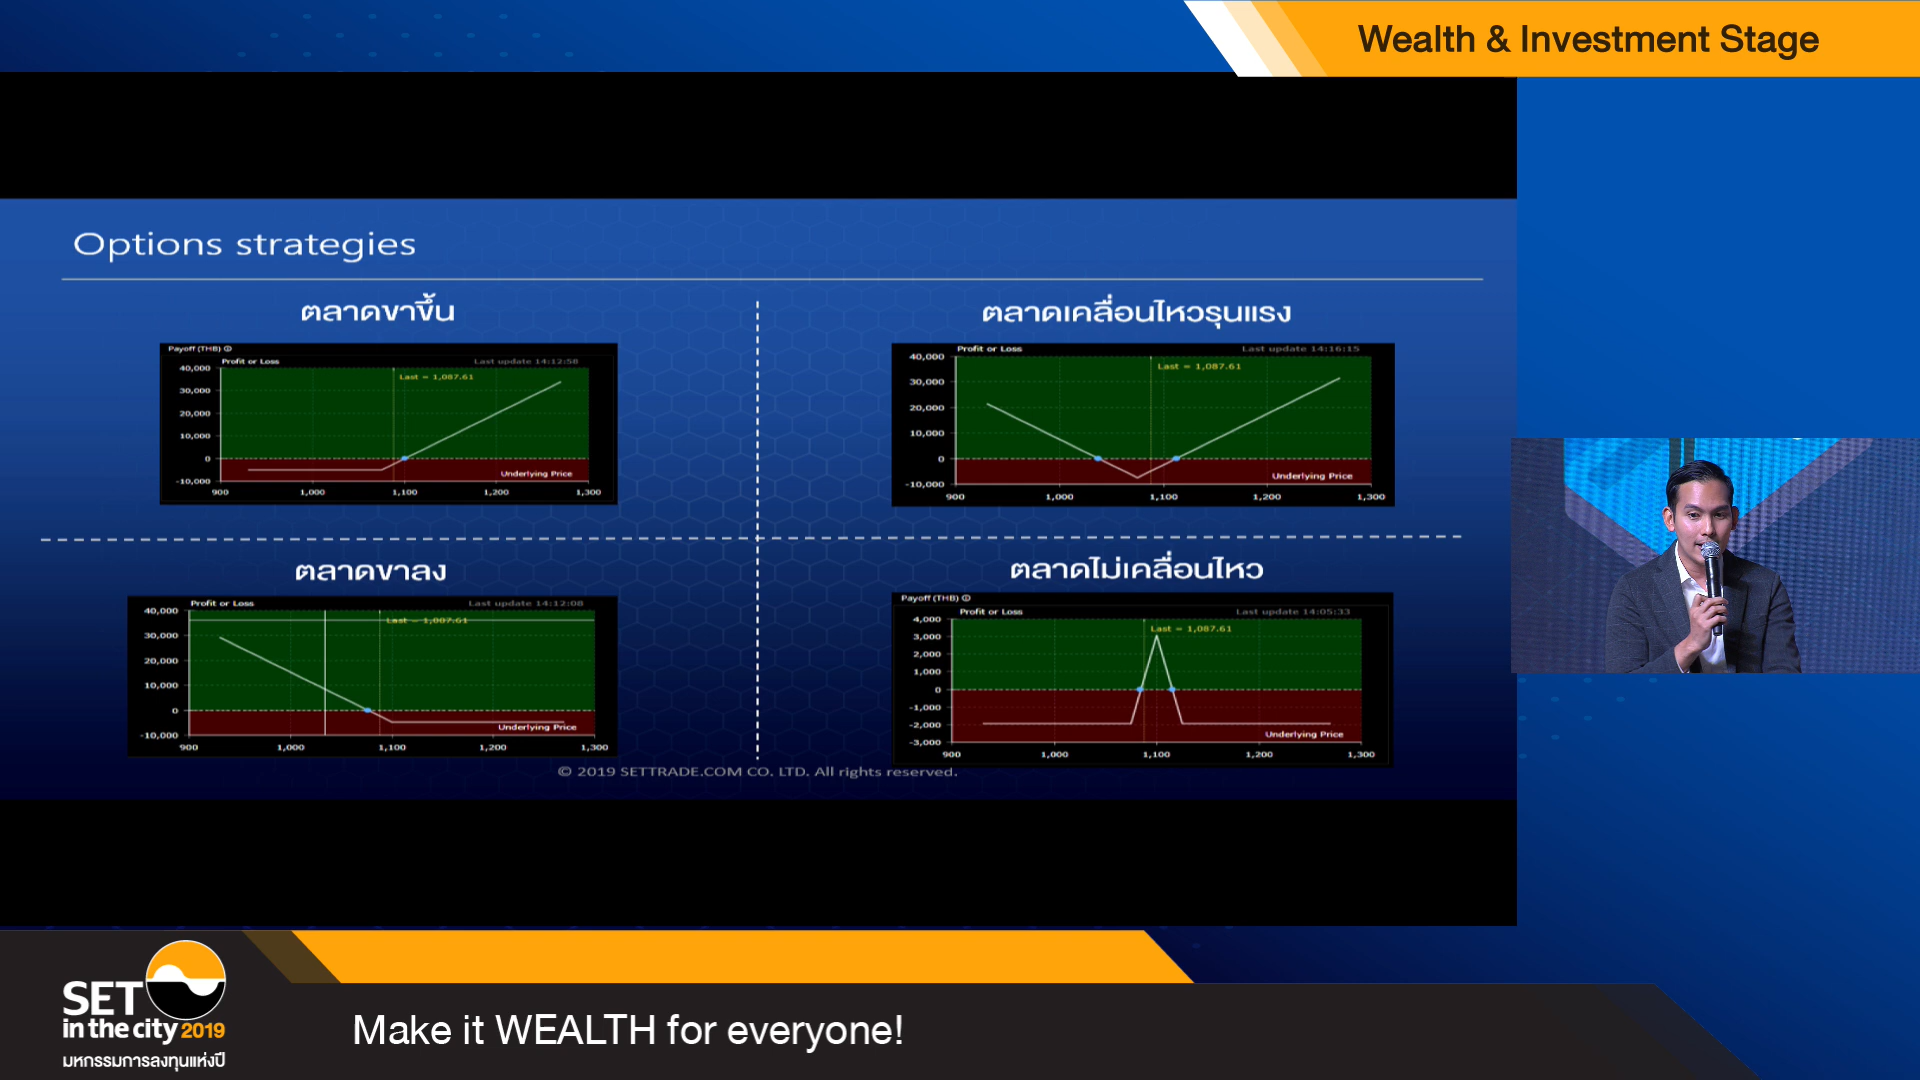 Wealth & Investment Stage
Options strategies
ตลาดขาขึ้น
Payoff (THB)
Profit or Loss
Last update 14:12:58
Last = 1,087.61
40,000
30,000
20,000
10,000
0
-10,000
Underlying Price
900 1,000 1,100 1,200 1,300
ตลาดเคลื่อนไหวรุนแรง
Profit or Loss
Last update 14:16:15
Last = 1,087.61
40,000
30,000
20,000
10,000
0
-10,000
Underlying Price
900 1,000 1,100 1,200 1,300
ตลาดขาลง
Profit or Loss
Last update 14:12:08
Last = 1,087.61
40,000
30,000
20,000
10,000
0
-10,000
Underlying Price
900 1,000 1,100 1,200 1,300
ตลาดไม่เคลื่อนไหว
Payoff (THB)
Profit or Loss
Last update 14:05:33
Last = 1,087.61
4,000
3,000
2,000
1,000
0
-1,000
-2,000
-3,000
Underlying Price
900 1,000 1,100 1,200 1,300
© 2019 SETTRADE.COM CO. LTD. All rights reserved.
SET
in the city 2019
มหกรรมการลงทุนแห่งปี
Make it WEALTH for everyone!